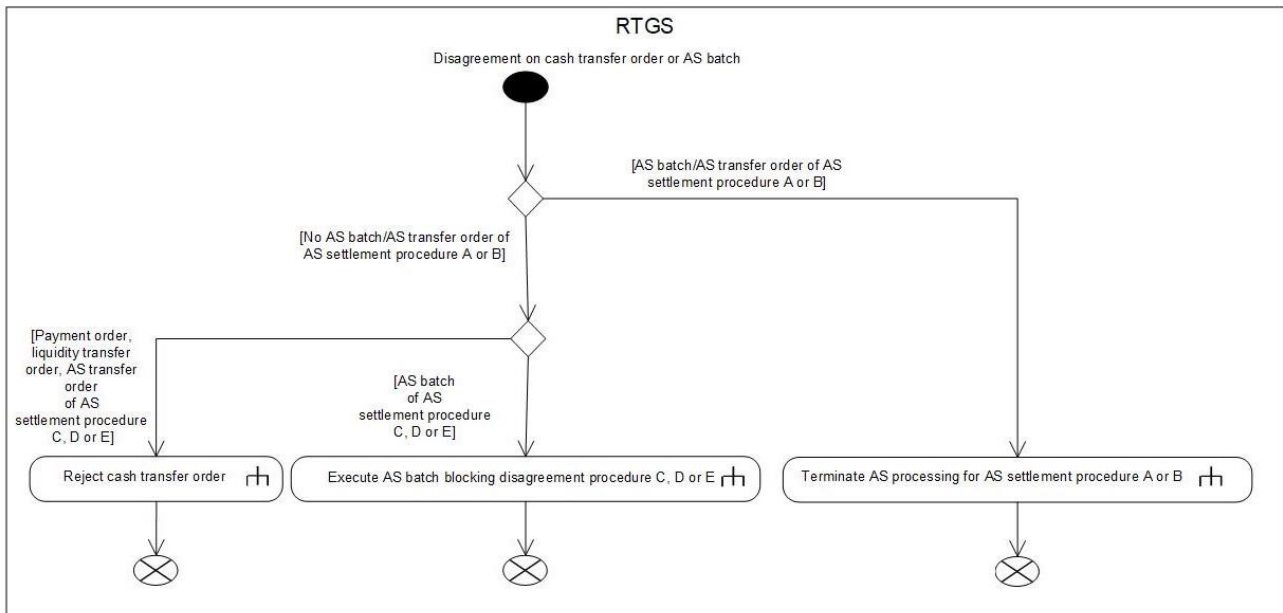 RTGS
Disagreement on cash transfer order or AS batch
[AS batch/AS transfer order of AS
settlement procedure A or B]
[No AS batch/AS transfer order of
AS settlement procedure A or B]
[Payment order,
liquidity transfer
order, AS transfer
order
of AS
settlement procedure
C, D or E]
[AS batch
of AS
settlement procedure
C, D or E]
Reject cash transfer order
Execute AS batch blocking disagreement procedure C, D or E
Terminate AS processing for AS settlement procedure A or B